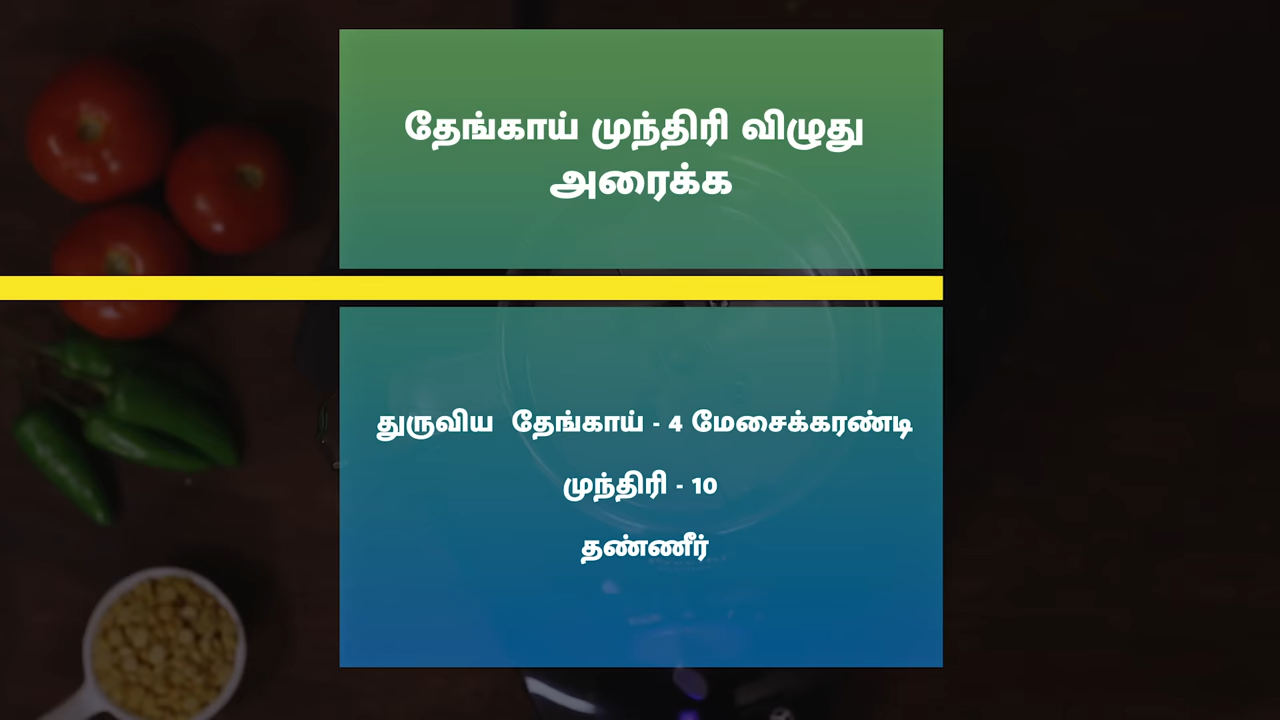 தேங்காய் முந்திரி விழுது
அரைக்க
துருவிய தேங்காய் - 4 மேசைக்கரண்டி
முந்திரி - 10
தண்ணீர்